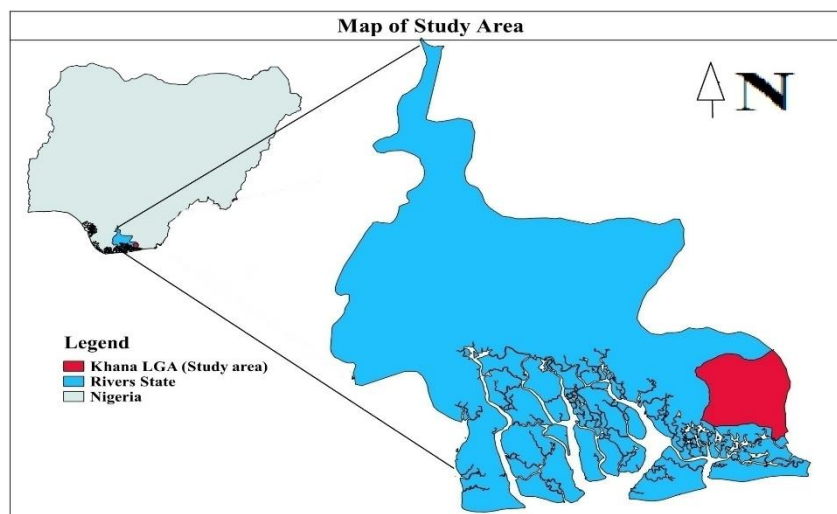 Map of Study Area
N
Legend
Khana LGA (Study area)
Rivers State
Nigeria